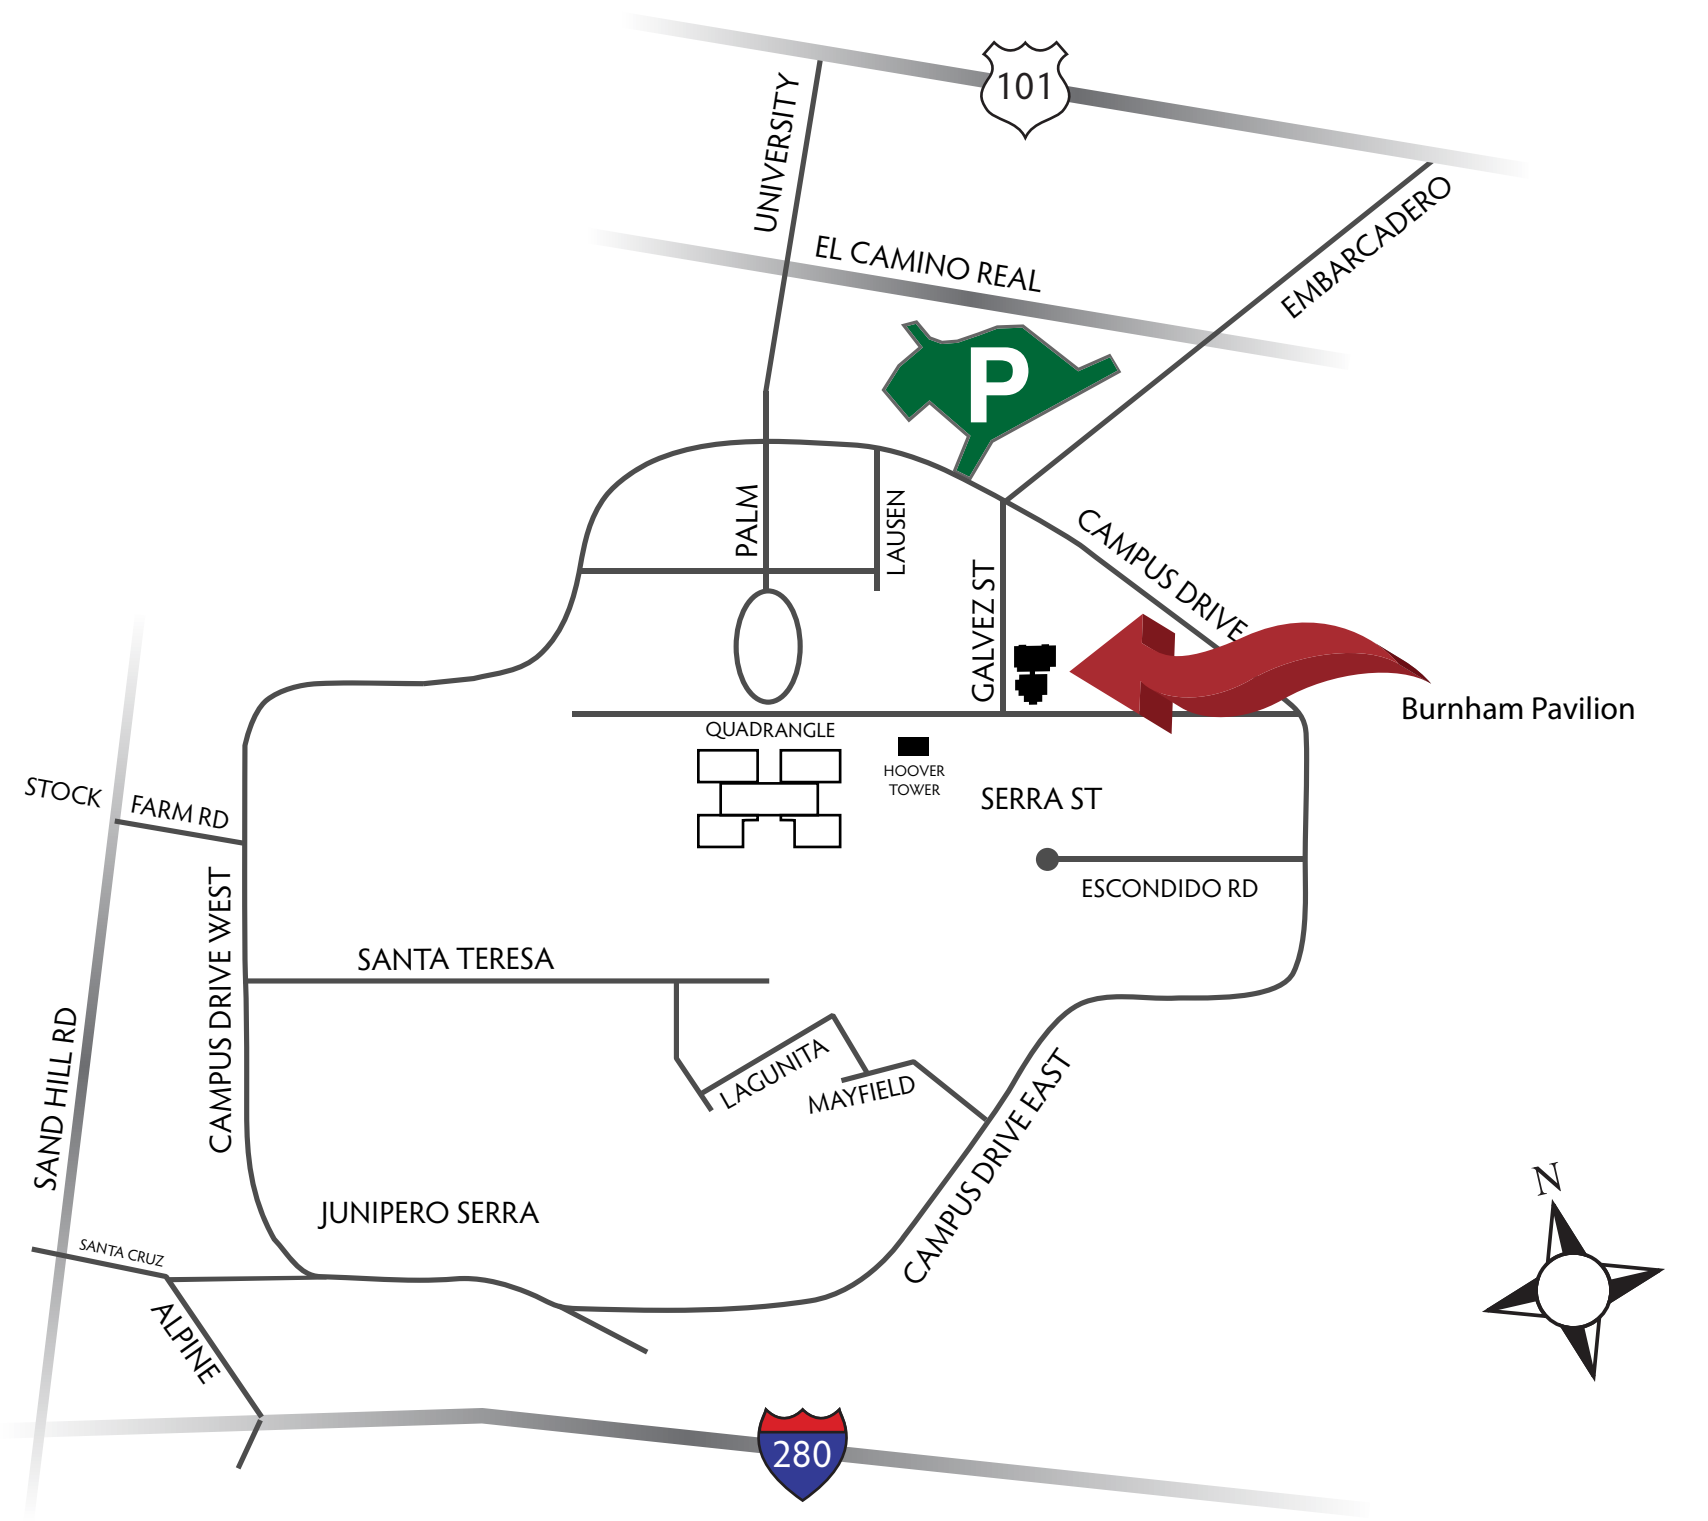 101
UNIVERSITY
EMBARCADERO
EL CAMINO REAL
P
PALM
LAUSEN
CAMPUS DRIVE
GALVEZ ST
Burnham Pavilion
QUADRANGLE
HOOVER
TOWER
SERRA ST
STOCK
FARM RD
ESCONDIDO RD
CAMPUS DRIVE WEST
SANTA TERESA
SAND HILL RD
LAGUNITA
MAYFIELD
CAMPUS DRIVE EAST
N
JUNIPERO SERRA
SANTA CRUZ
ALPINE
280